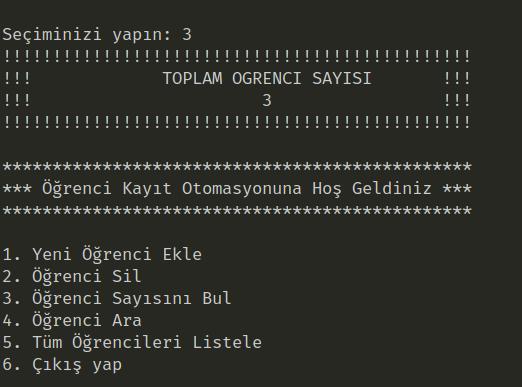 Seçiminizi yapın: 3
!!!!!!!!!!!!!!!!!!!!!!!!!!!!!!!!!!!!!!!!!!!!!!!
!!!             TOPLAM OGRENCI SAYISI       !!!
!!!                       3                 !!!
!!!!!!!!!!!!!!!!!!!!!!!!!!!!!!!!!!!!!!!!!!!!!!!
***********************************************
*** Öğrenci Kayıt Otomasyonuna Hoş Geldiniz ***
***********************************************
1. Yeni Öğrenci Ekle
2. Öğrenci Sil
3. Öğrenci Sayısını Bul
4. Öğrenci Ara
5. Tüm Öğrencileri Listele
6. Çıkış yap